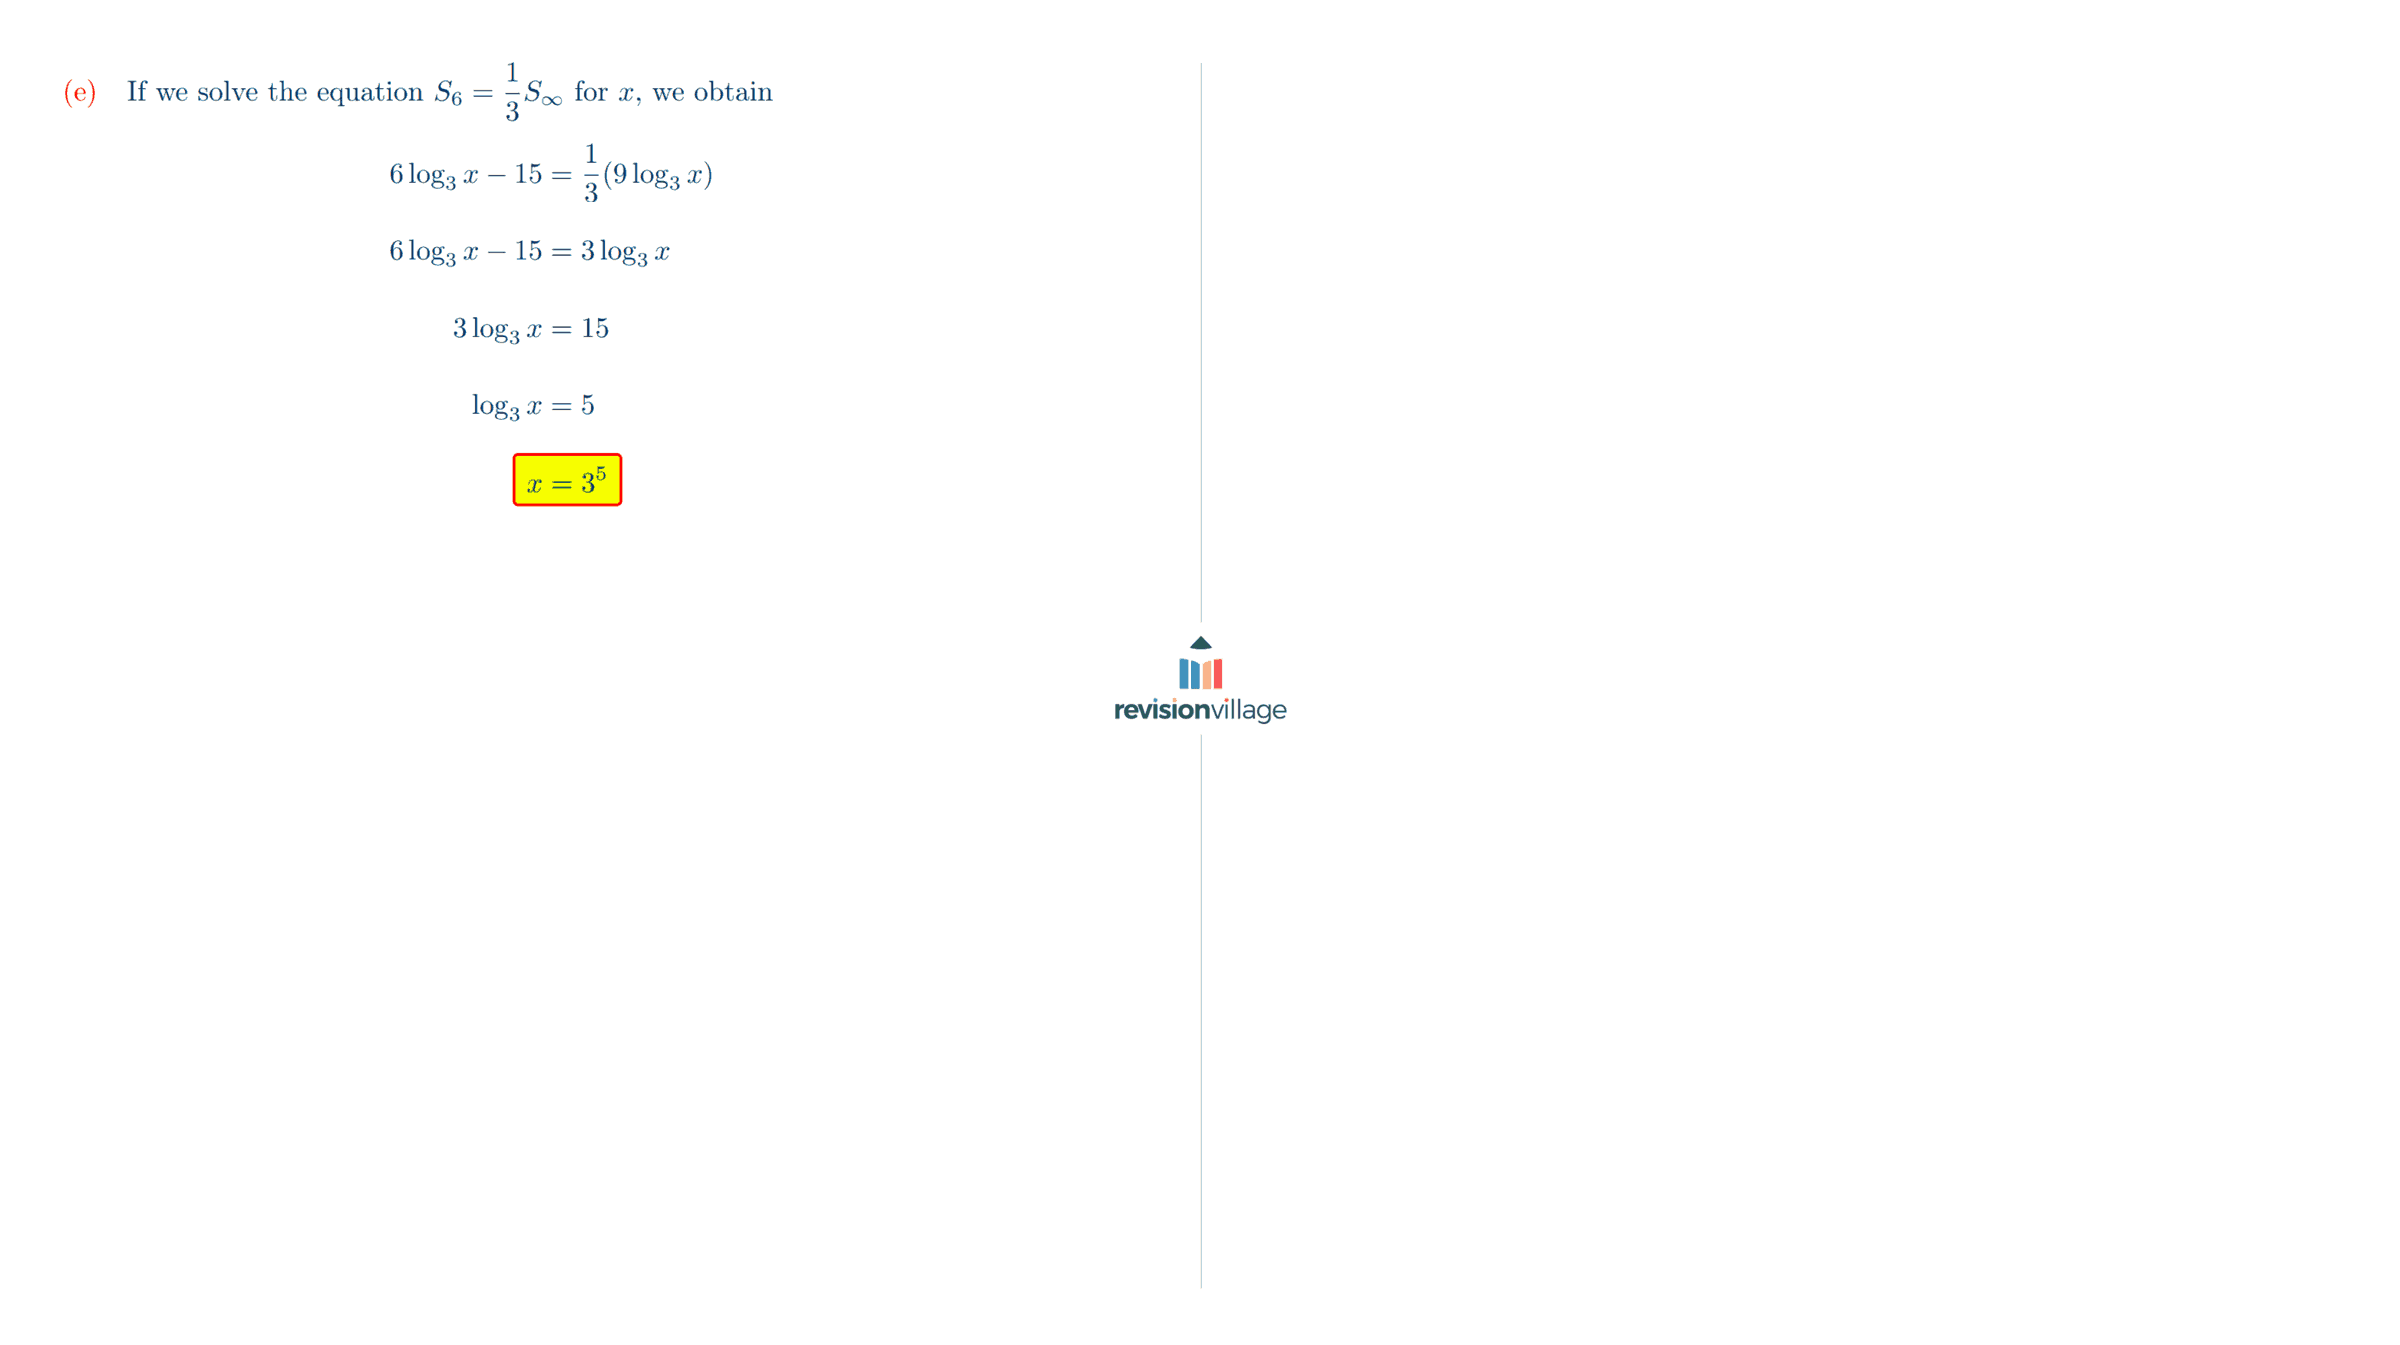 (e) If we solve the equation $S_6 = \frac{1}{3} S_\infty$ for $x$, we obtain
$6 \log_3 x - 15 = \frac{1}{3}(9 \log_3 x)$
$6 \log_3 x - 15 = 3 \log_3 x$
$3 \log_3 x = 15$
$\log_3 x = 5$
$x = 3^5$
revisionvillage